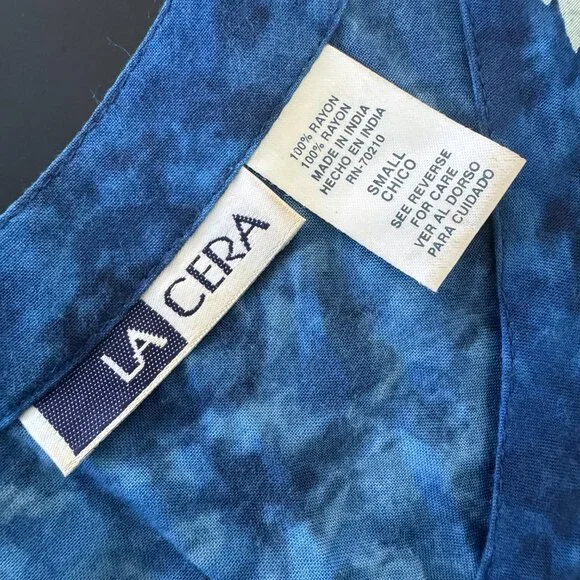 LA CERA
100% RAYON
100% RAYON
MADE IN INDIA
HECHO EN INDIA
RN-70210
SMALL
CHICO
SEE REVERSE
FOR CARE
VER AL DORSO
PARA CUIDADO